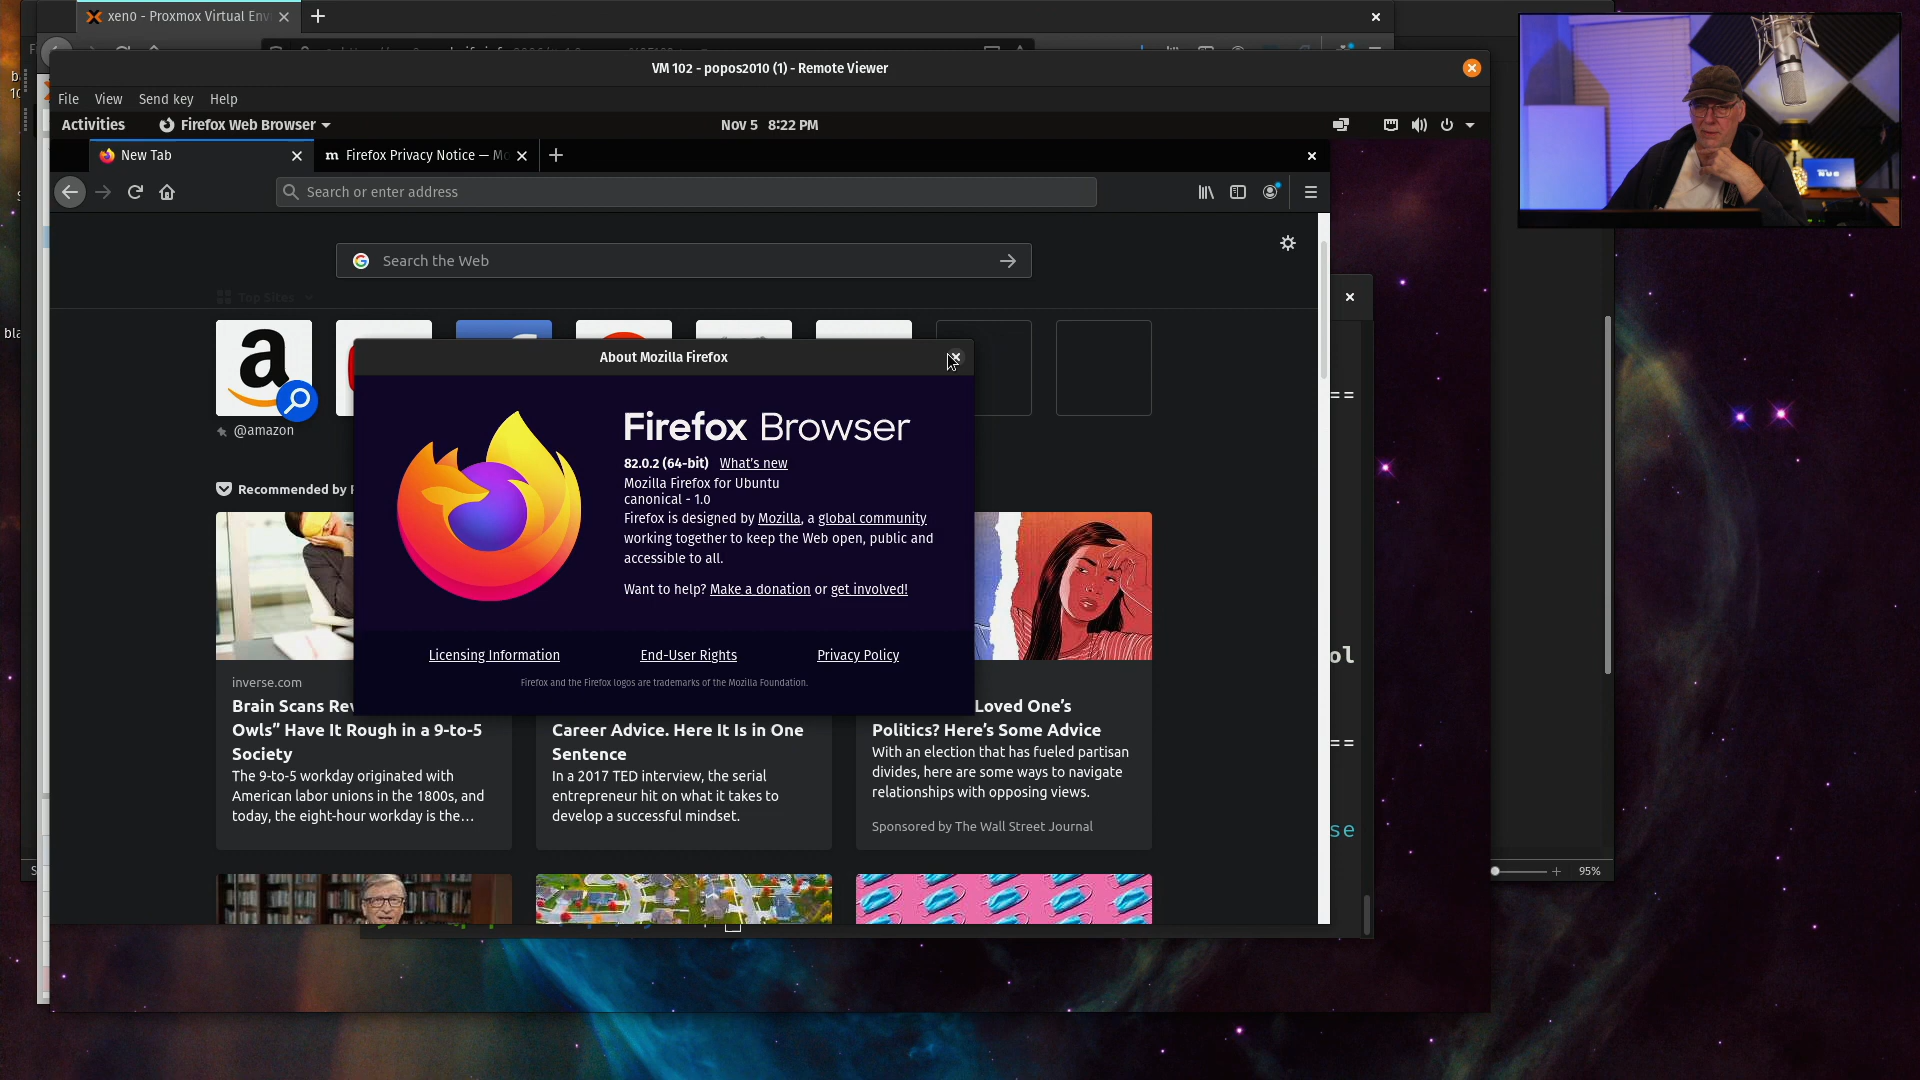 xen0 - Proxmox Virtual Env
VM 102 - popos2010 (1) - Remote Viewer
File View Send key Help
Activities Firefox Web Browser Nov 5 8:22 PM
New Tab m Firefox Privacy Notice — Mo
Search or enter address
Search the Web
Top Sites
@amazon
About Mozilla Firefox
Firefox Browser
82.0.2 (64-bit) What's new
Mozilla Firefox for Ubuntu
canonical - 1.0
Firefox is designed by Mozilla, a global community
working together to keep the Web open, public and
accessible to all.
Want to help? Make a donation or get involved!
Licensing Information End-User Rights Privacy Policy
Firefox and the Firefox logos are trademarks of the Mozilla Foundation.
Recommended by P
inverse.com
Brain Scans Rev
Owls” Have It Rough in a 9-to-5
Society
The 9-to-5 workday originated with
American labor unions in the 1800s, and
today, the eight-hour workday is the…
Career Advice. Here It Is in One
Sentence
In a 2017 TED interview, the serial
entrepreneur hit on what it takes to
develop a successful mindset.
Loved One’s
Politics? Here’s Some Advice
With an election that has fueled partisan
divides, here are some ways to navigate
relationships with opposing views.
Sponsored by The Wall Street Journal
==
ol
==
se
95%